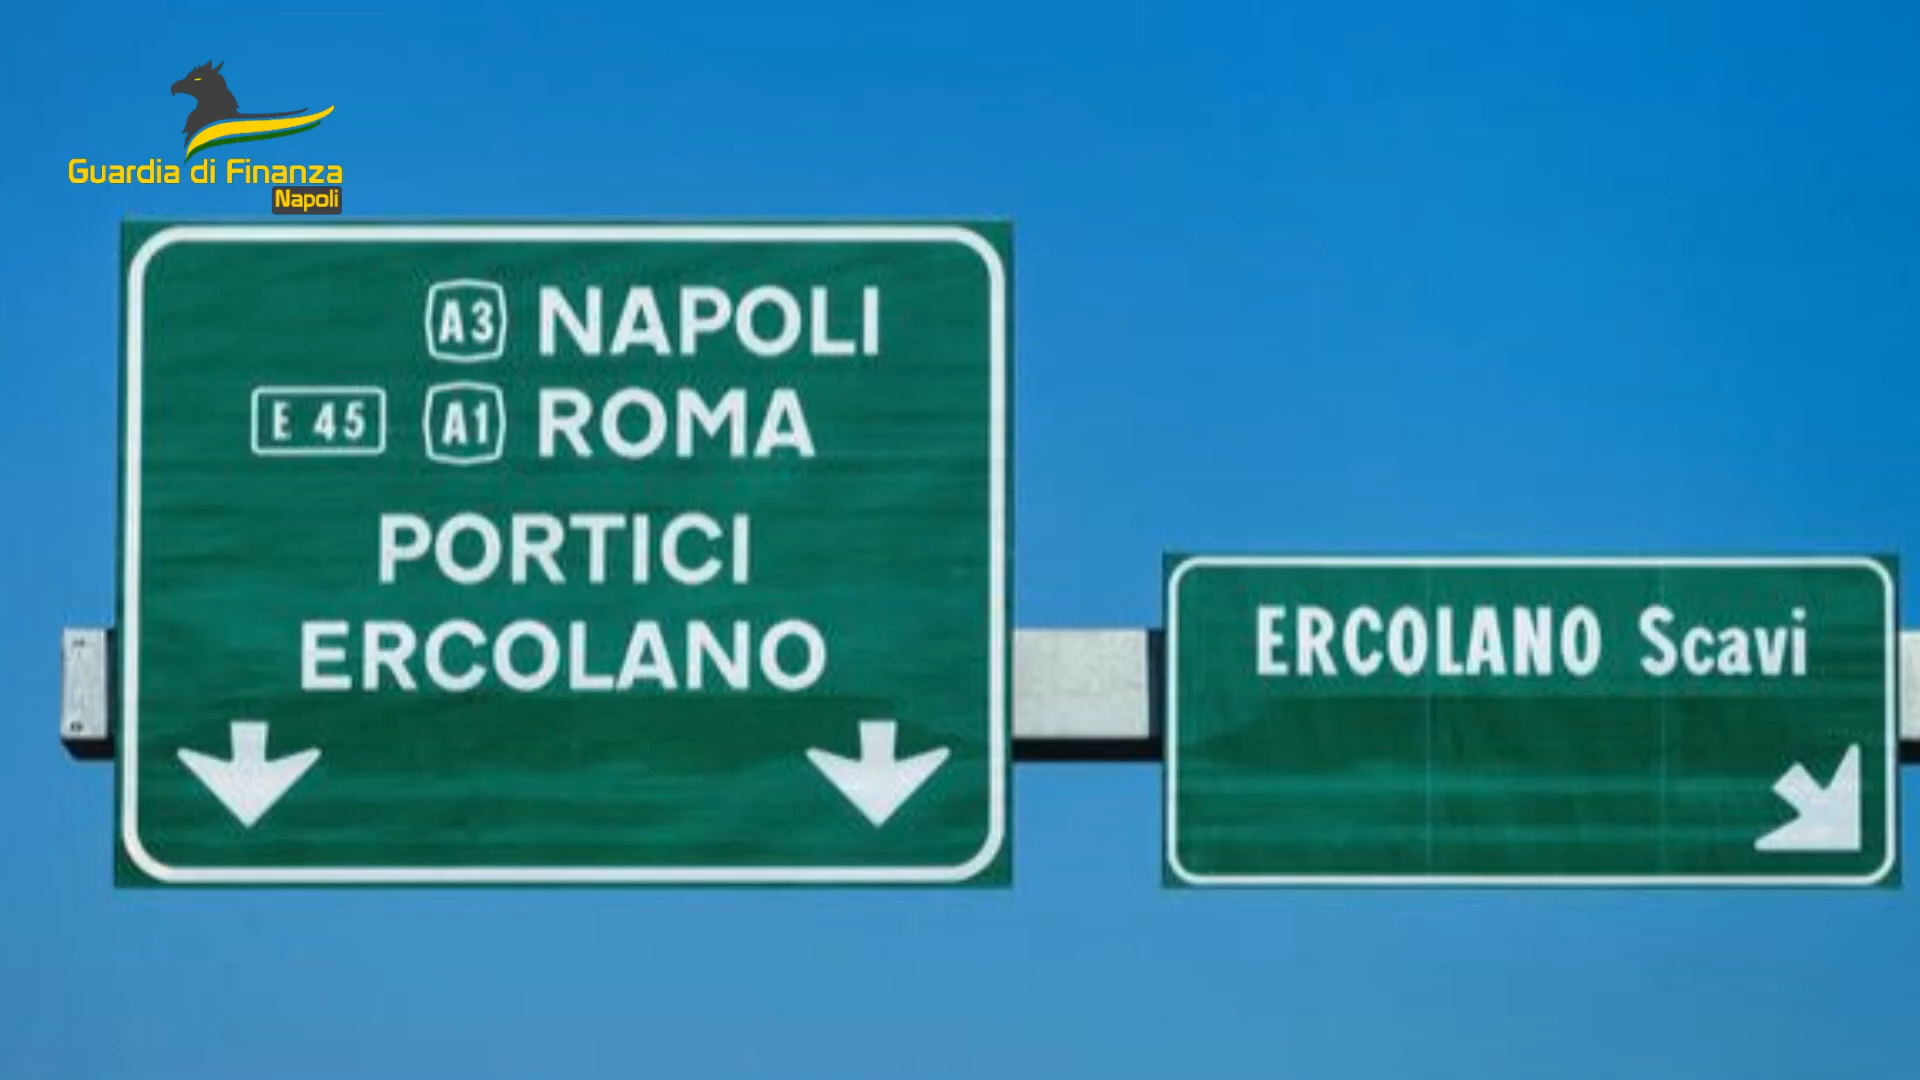 Guardia di Finanza
Napoli
A3 NAPOLI
E 45 A1 ROMA
PORTICI
ERCOLANO
ERCOLANO Scavi